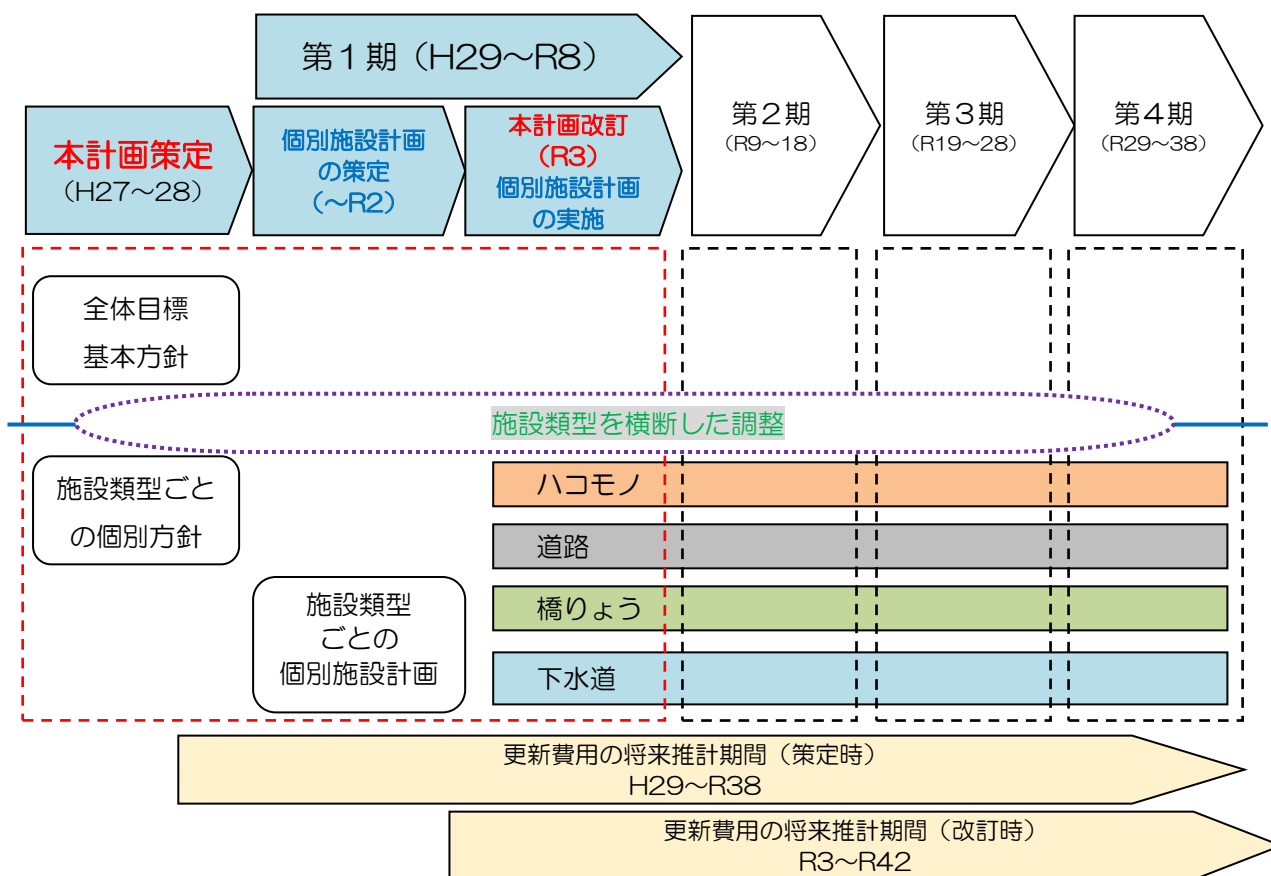 第１期（H29～R8）
本計画策定
（H27～28）
個別施設計画
の策定
（～R2）
本計画改訂
（R3）
個別施設計画
の実施
第２期
（R9～18）
第３期
（R19～28）
第４期
（R29～38）
全体目標
基本方針
施設類型を横断した調整
施設類型ごと
の個別方針
ハコモノ
道路
橋りょう
下水道
施設類型
ごとの
個別施設計画
更新費用の将来推計期間（策定時）
H29～R38
更新費用の将来推計期間（改訂時）
R3～R42